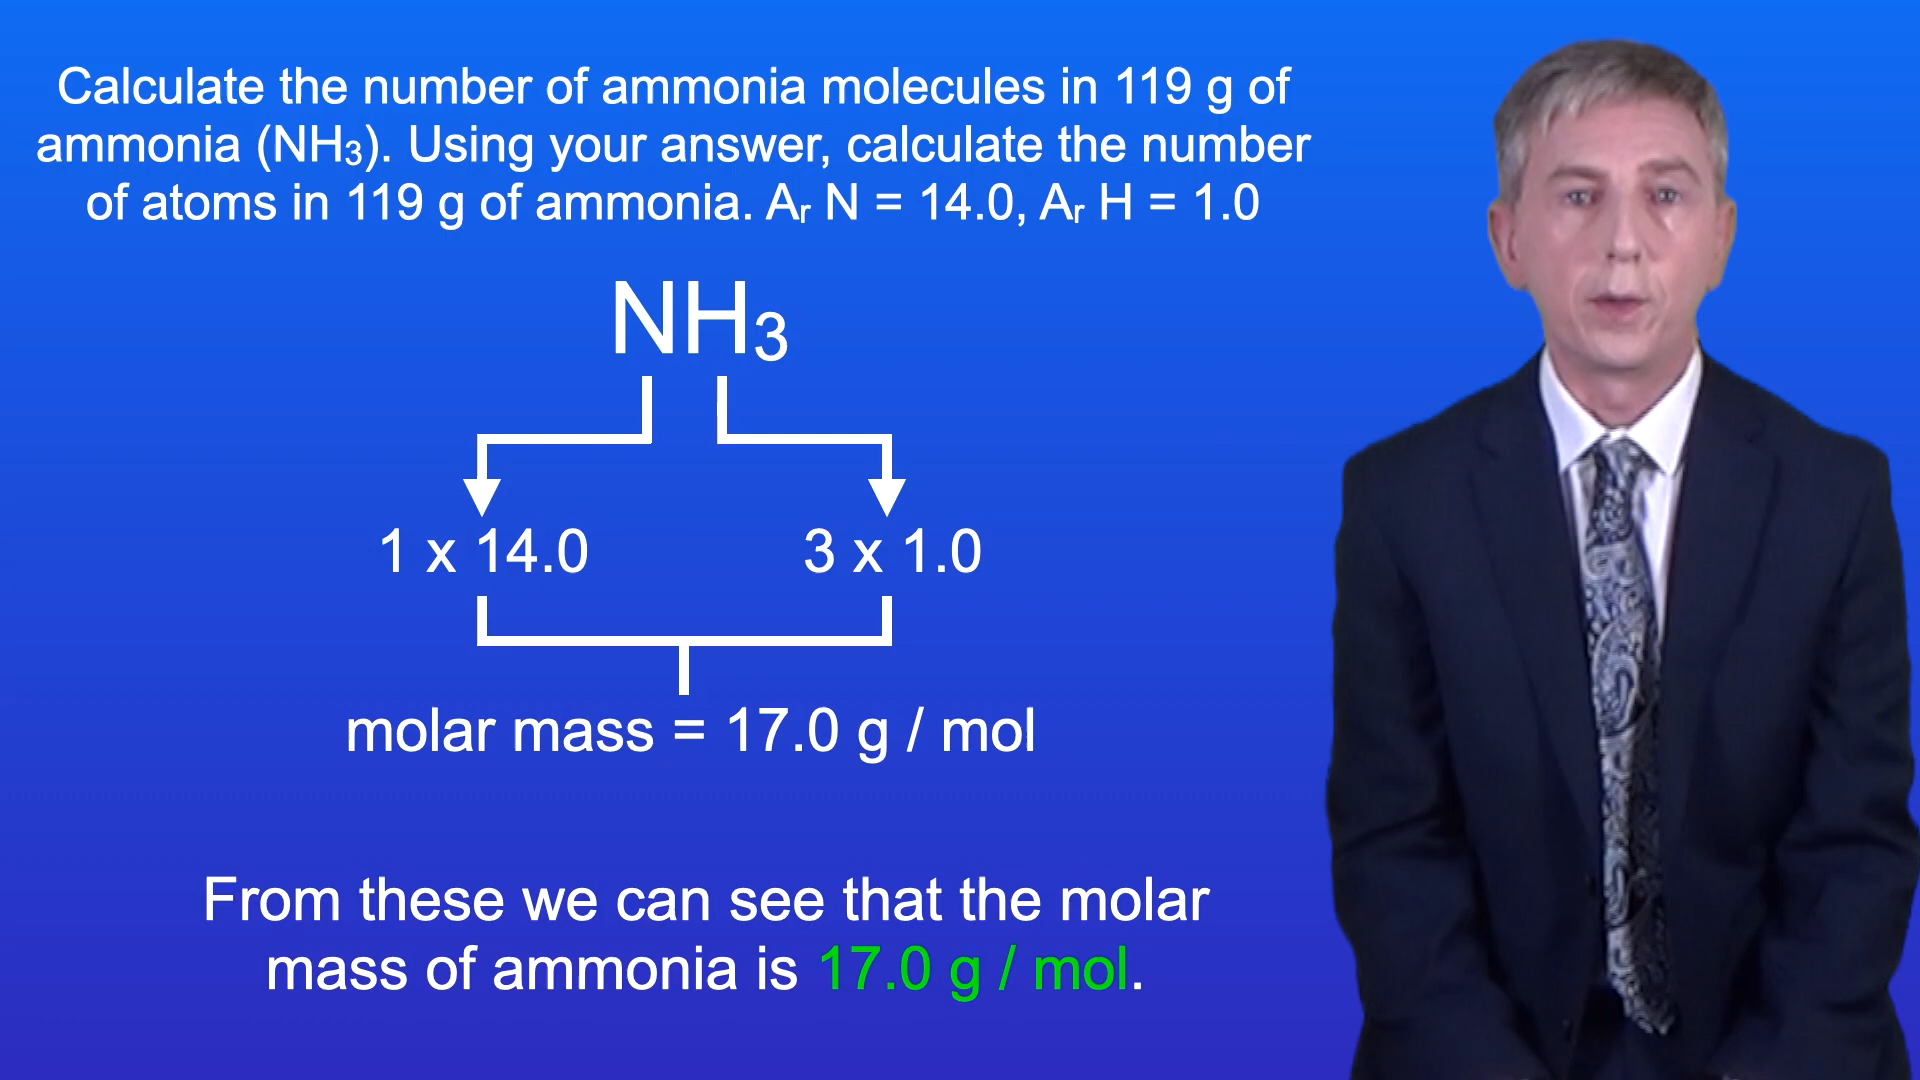 Calculate the number of ammonia molecules in 119 g of
ammonia (NH₃). Using your answer, calculate the number
of atoms in 119 g of ammonia. Aᵣ N = 14.0, Aᵣ H = 1.0
NH₃
1 x 14.0 3 x 1.0
molar mass = 17.0 g / mol
From these we can see that the molar
mass of ammonia is 17.0 g / mol.